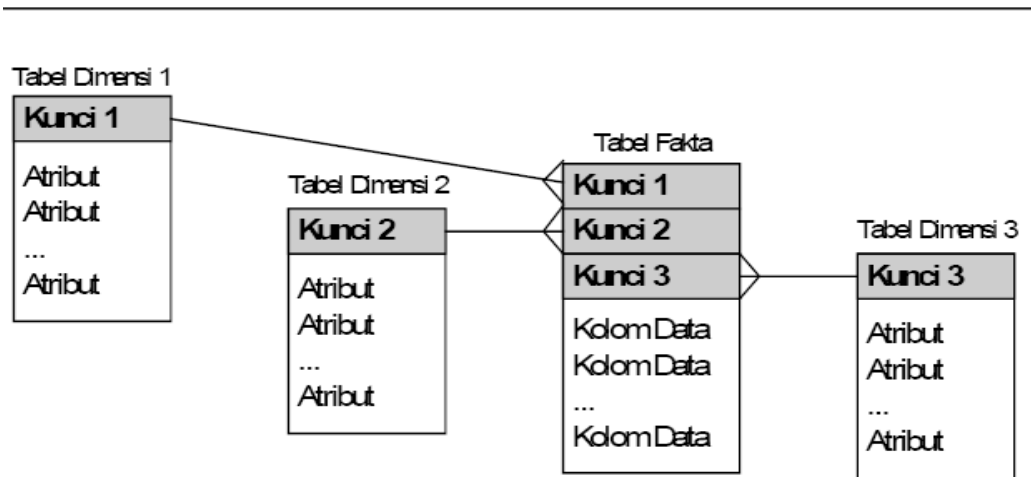 Tabel Dimensi 1
Kunci 1
Atribut
Atribut
...
Atribut
Tabel Dimensi 2
Kunci 2
Atribut
Atribut
...
Atribut
Tabel Fakta
Kunci 1
Kunci 2
Kunci 3
Kolom Data
Kolom Data
...
Kolom Data
Tabel Dimensi 3
Kunci 3
Atribut
Atribut
...
Atribut